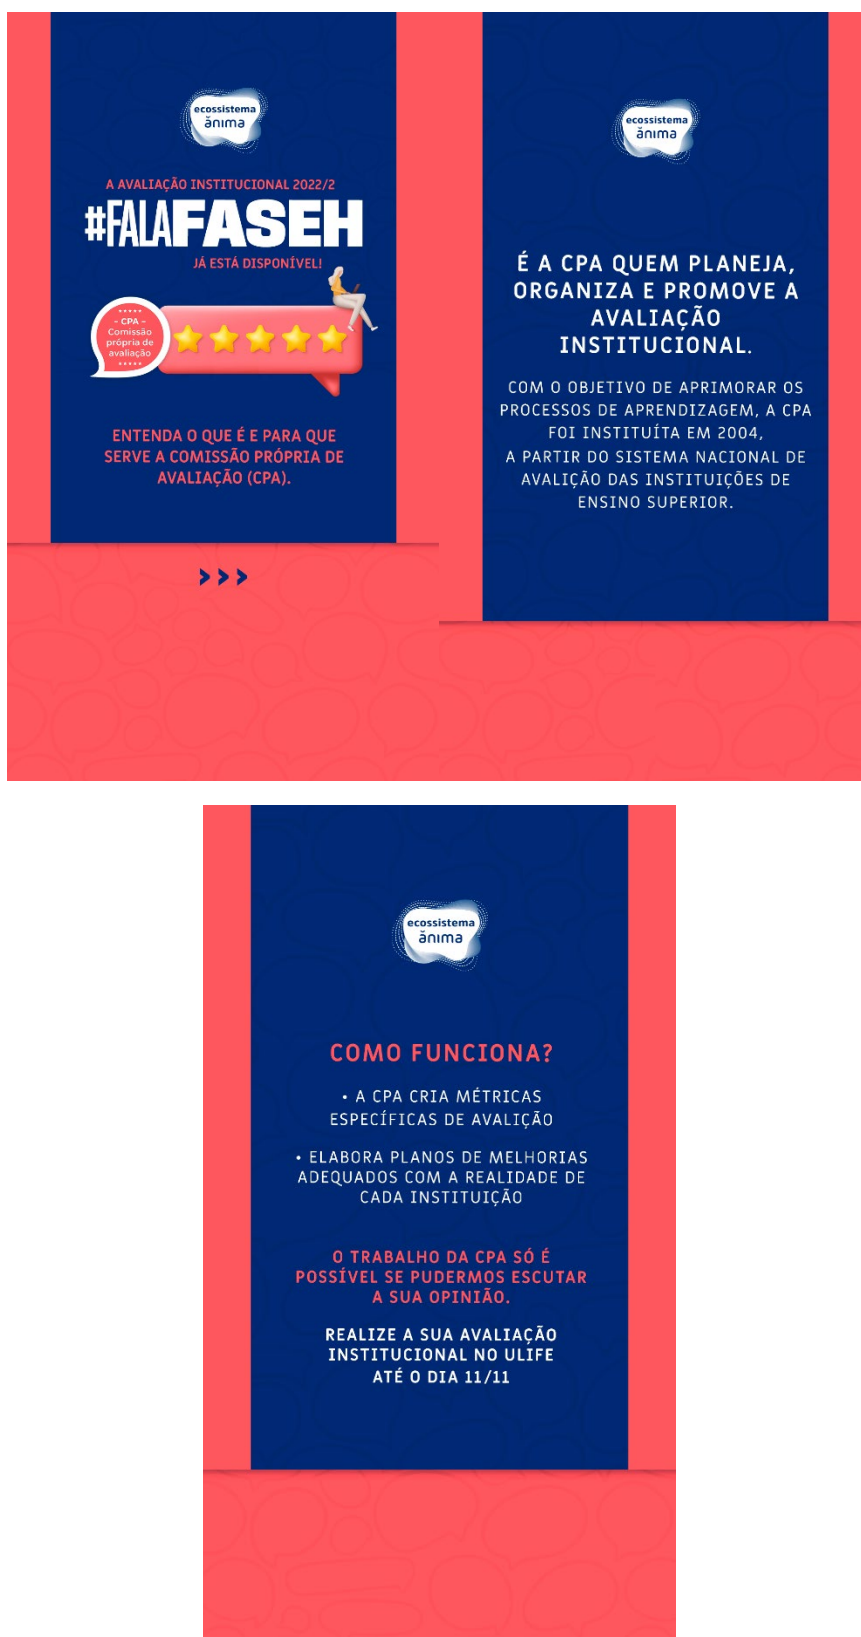 ecossistema
ănıma
A AVALIAÇÃO INSTITUCIONAL 2022/2
#FALAFASEH
JÁ ESTÁ DISPONÍVEL!
- CPA -
Comissão
própria de
avaliação
ENTENDA O QUE É E PARA QUE
SERVE A COMISSÃO PRÓPRIA DE
AVALIAÇÃO (CPA).
>>>
ecossistema
ănıma
É A CPA QUEM PLANEJA,
ORGANIZA E PROMOVE A
AVALIAÇÃO
INSTITUCIONAL.
COM O OBJETIVO DE APRIMORAR OS
PROCESSOS DE APRENDIZAGEM, A CPA
FOI INSTITUÍTA EM 2004,
A PARTIR DO SISTEMA NACIONAL DE
AVALIÇÃO DAS INSTITUIÇÕES DE
ENSINO SUPERIOR.
ecossistema
ănıma
COMO FUNCIONA?
• A CPA CRIA MÉTRICAS
ESPECÍFICAS DE AVALIÇÃO
• ELABORA PLANOS DE MELHORIAS
ADEQUADOS COM A REALIDADE DE
CADA INSTITUIÇÃO
O TRABALHO DA CPA SÓ É
POSSÍVEL SE PUDERMOS ESCUTAR
A SUA OPINIÃO.
REALIZE A SUA AVALIAÇÃO
INSTITUCIONAL NO ULIFE
ATÉ O DIA 11/11